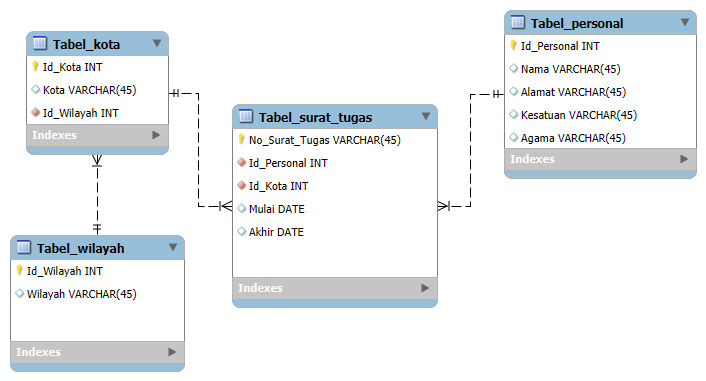 Tabel_kota
Id_Kota INT
Kota VARCHAR(45)
Id_Wilayah INT
Indexes
Tabel_wilayah
Id_Wilayah INT
Wilayah VARCHAR(45)
Indexes
Tabel_surat_tugas
No_Surat_Tugas VARCHAR(45)
Id_Personal INT
Id_Kota INT
Mulai DATE
Akhir DATE
Indexes
Tabel_personal
Id_Personal INT
Nama VARCHAR(45)
Alamat VARCHAR(45)
Kesatuan VARCHAR(45)
Agama VARCHAR(45)
Indexes